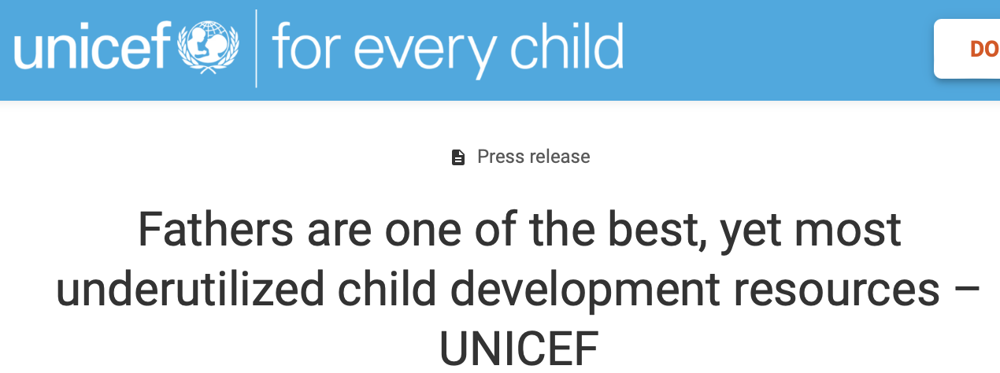 unicef for every child
DO
Press release
Fathers are one of the best, yet most
underutilized child development resources –
UNICEF